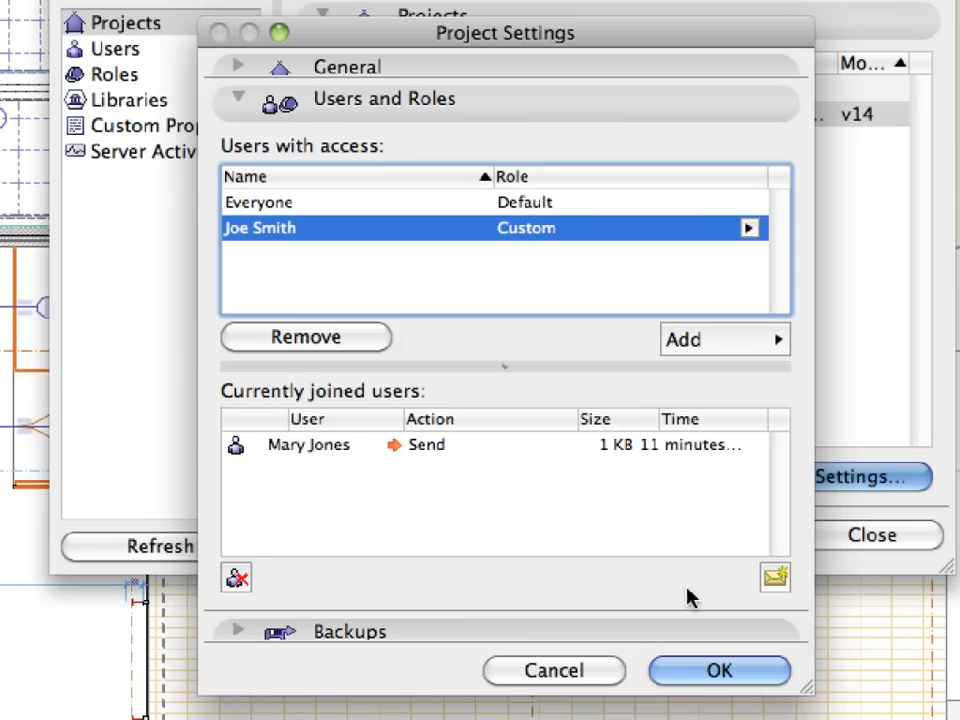 Projects
Users
Roles
Libraries
Custom Pro
Server Activ
Refresh
Projects
Mo...
v14
Settings...
Close
Project Settings
General
Users and Roles
Users with access:
Name Role
Everyone Default
Joe Smith Custom
Remove
Add
Currently joined users:
User Action Size Time
Mary Jones Send 1 KB 11 minutes...
Backups
Cancel
OK